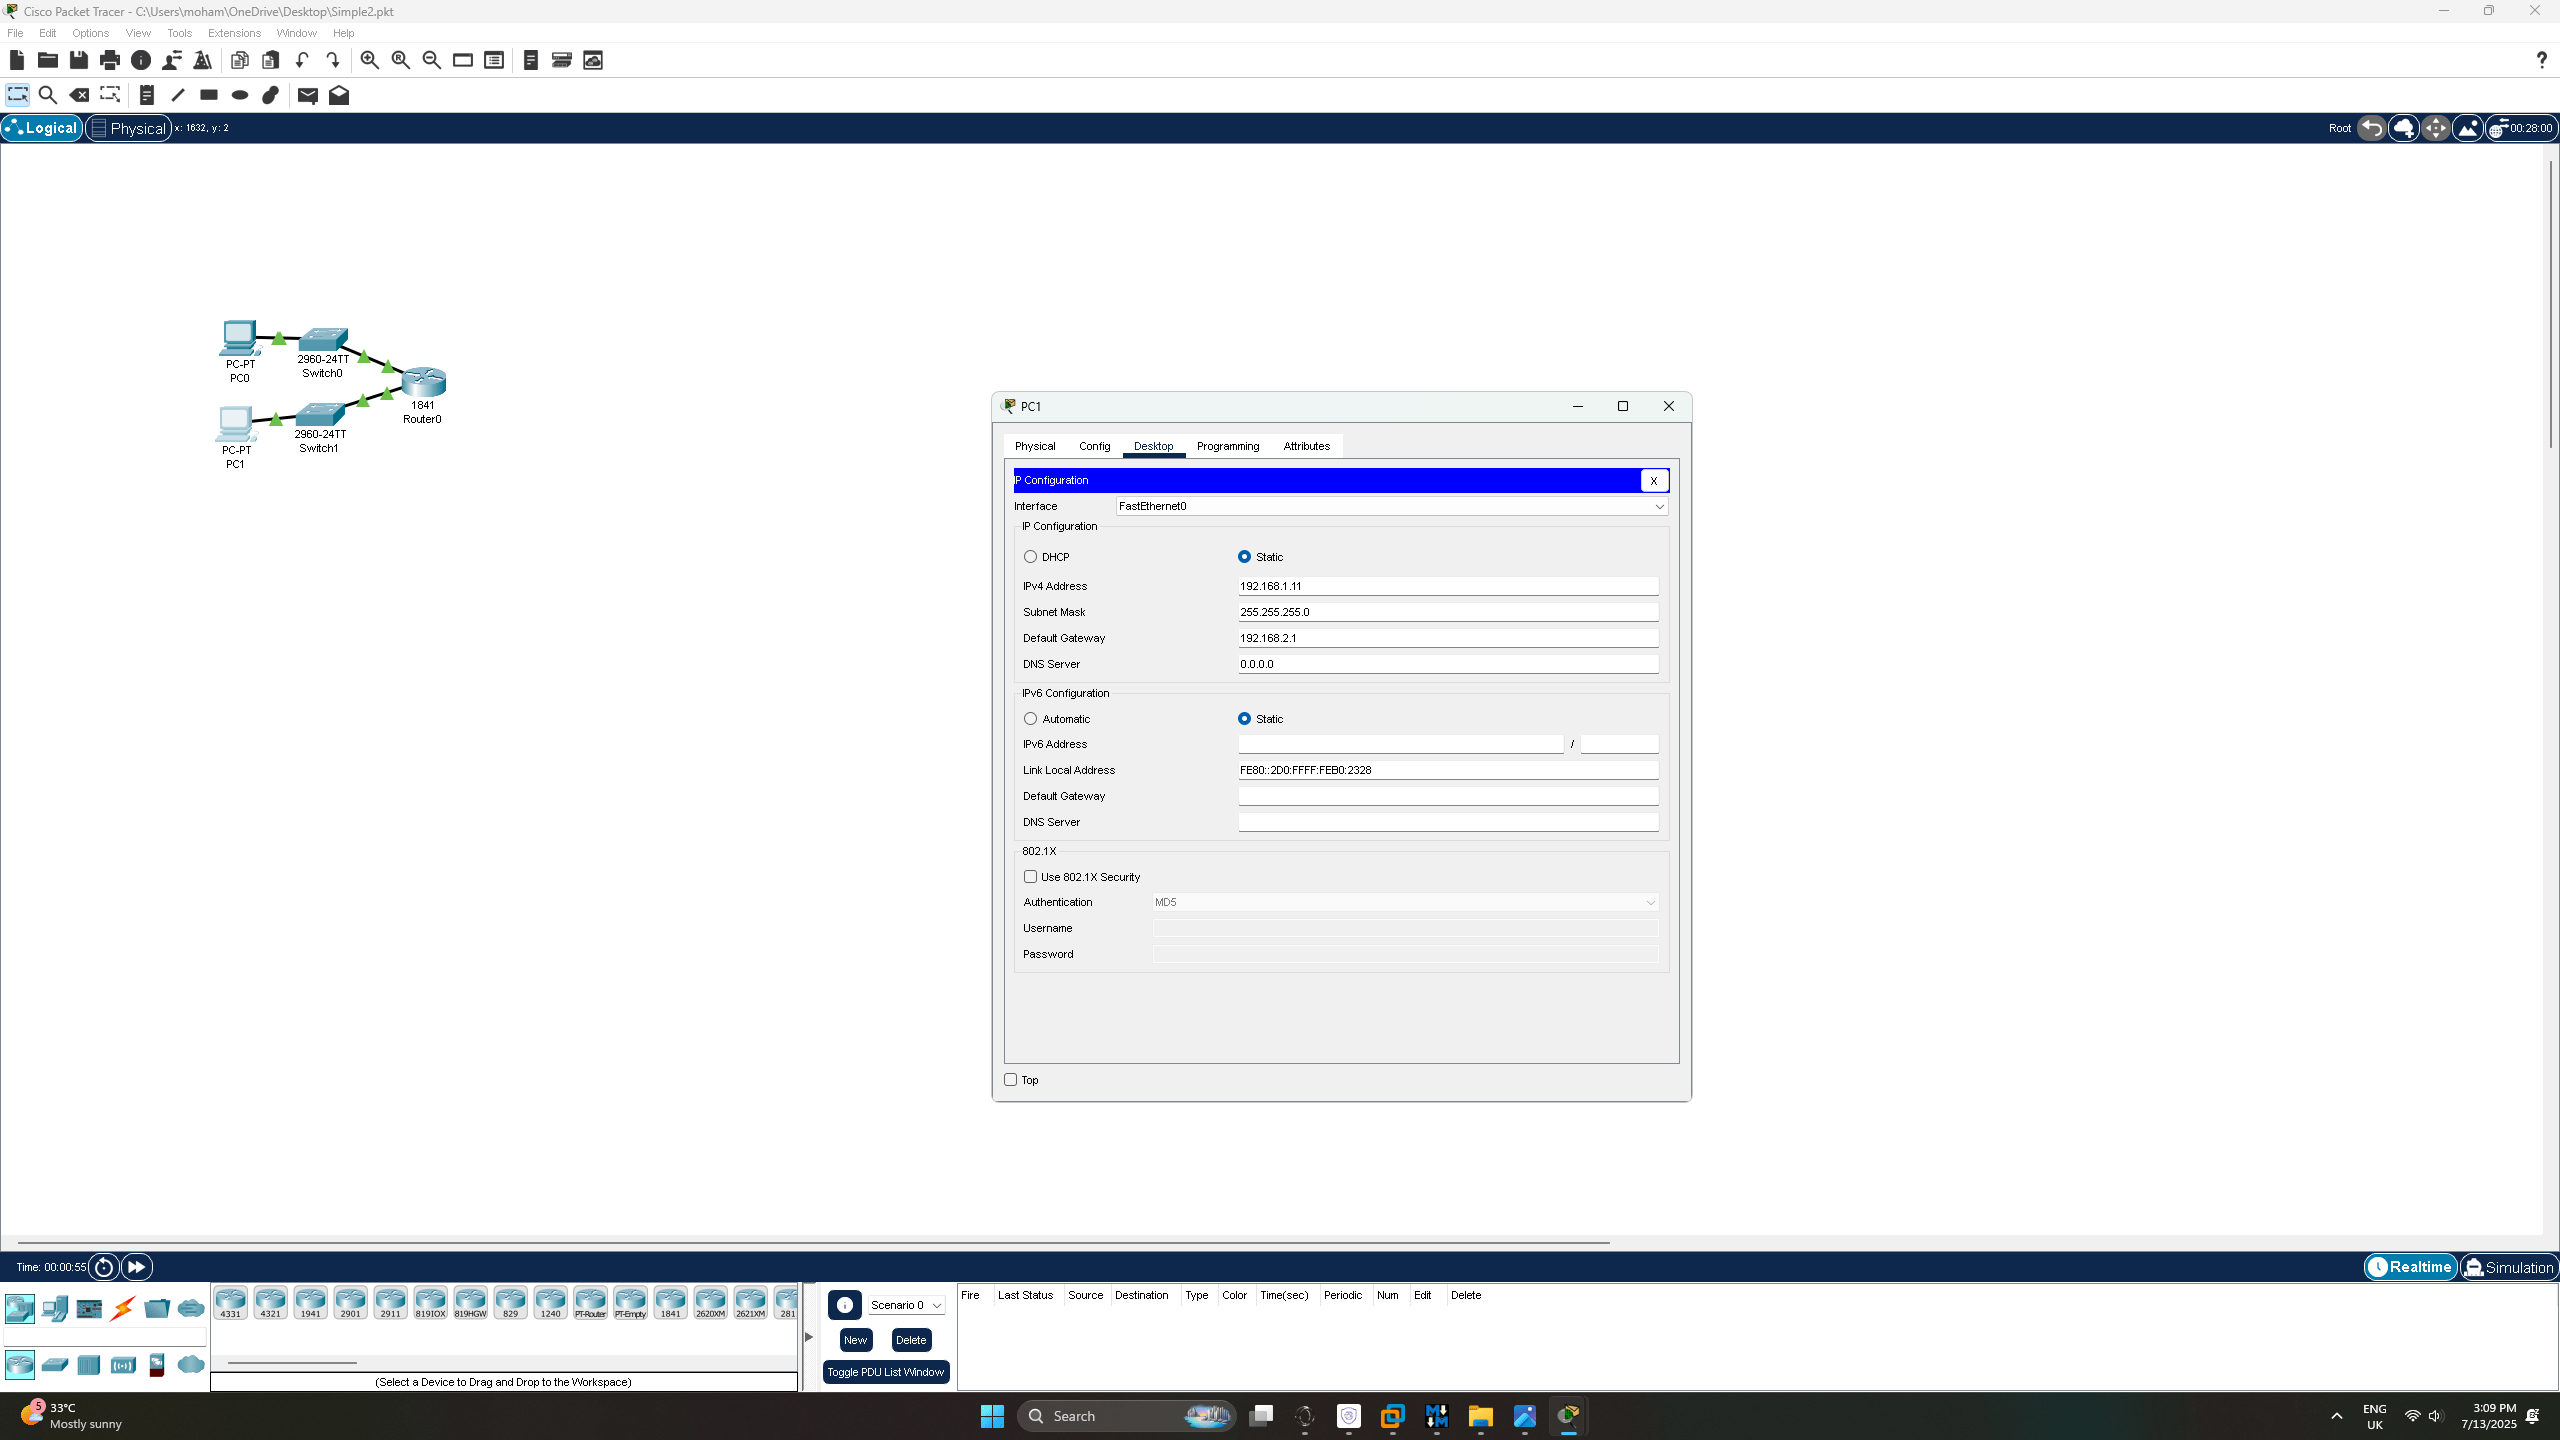 Cisco Packet Tracer - C:\Users\moham\OneDrive\Desktop\Simple2.pkt
File Edit Options View Tools Extensions Window Help
?
Logical Physical x: 1632, y: 2 Root 00:28:00
PC-PT
PC0
2960-24TT
Switch0
1841
Router0
PC-PT
PC1
2960-24TT
Switch1
PC1
Physical Config Desktop Programming Attributes
IP Configuration X
Interface FastEthernet0
IP Configuration
DHCP Static
IPv4 Address 192.168.1.11
Subnet Mask 255.255.255.0
Default Gateway 192.168.2.1
DNS Server 0.0.0.0
IPv6 Configuration
Automatic Static
IPv6 Address /
Link Local Address FE80::2D0:FFFF:FEB0:2328
Default Gateway
DNS Server
802.1X
Use 802.1X Security
Authentication MD5
Username
Password
Top
Time: 00:00:55 Realtime Simulation
4331 4321 1941 2901 2911 819IOX 819HGW 829 1240 PT-Router PT-Empty 1841 2620XM 2621XM 281
(Select a Device to Drag and Drop to the Workspace)
Scenario 0
New Delete
Toggle PDU List Window
Fire Last Status Source Destination Type Color Time(sec) Periodic Num Edit Delete
5 33°C
Mostly sunny
Search
ENG
UK
3:09 PM
7/13/2025